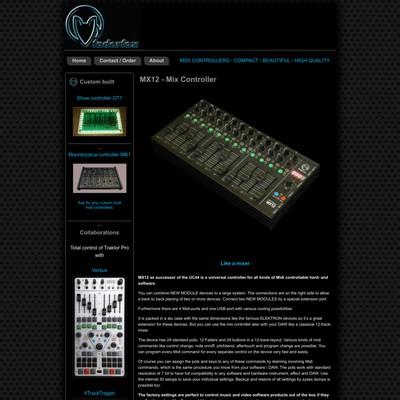 faderfox
Home
Contact / Order
About
MIDI CONTROLLERS - COMPACT - BEAUTIFUL - HIGH QUALITY
Custom built
Show controller GT1
Moonbootica controller MB1
Ask for any custom built
midi controllers
Collaborations
Total control of Traktor Pro
with
Versus
4TrackTrigger
MX12 - Mix Controller
Like a mixer
MX12 as successor of the UC44 is a universal controller for all kinds of Midi controllable hard- and
software.
You can combine NEW MODULE devices to a large system. The connections are on the right side to allow
a back to back placing of two or more devices. Connect two NEW MODULES by a special extension port.
Furthermore there are 4 Midi-ports and one USB-port with various routing possibilities.
It is packed in a alu case with the same dimensions like the famous ELEKTRON devices so it's a great
extension for these devices. But you can use the mix controller also with your DAW like a classical 12-track-
mixer.
The device has 24 standard pots, 12 Faders and 24 buttons in a 12-track-layout. Various kinds of midi
commands like control change, note on/off, pitchbend, aftertouch and program change are possible. You
can program every Midi command for every separate control on the device very fast and easily.
Of course you can assign the pots and keys to any of these commands by learning incoming Midi
commands, which is the same procedure you know from your software / DAW. The pots work with standard
resolution of 7 bit to have full compatibility to any software and hardware instrument, effect and DAW. Use
the internal 30 setups to save your individual settings. Backup and restore of all settings by sysex dumps is
possible too.
The factory settings are perfect to control music and video software products out of the box if they